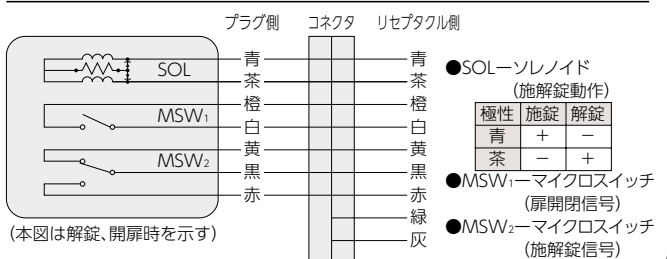 プラグ側 コネクタ リセプタクル側
SOL 青 青
茶 茶
MSW1 橙 橙
白 白
MSW2 黄 黄
黒 黒
赤 赤
緑
灰
(本図は解錠、開扉時を示す)
●SOLーソレノイド
(施解錠動作)
極性 施錠 解錠
青 + −
茶 − +
●MSW1ーマイクロスイッチ
(扉開閉信号)
●MSW2ーマイクロスイッチ
(施解錠信号)